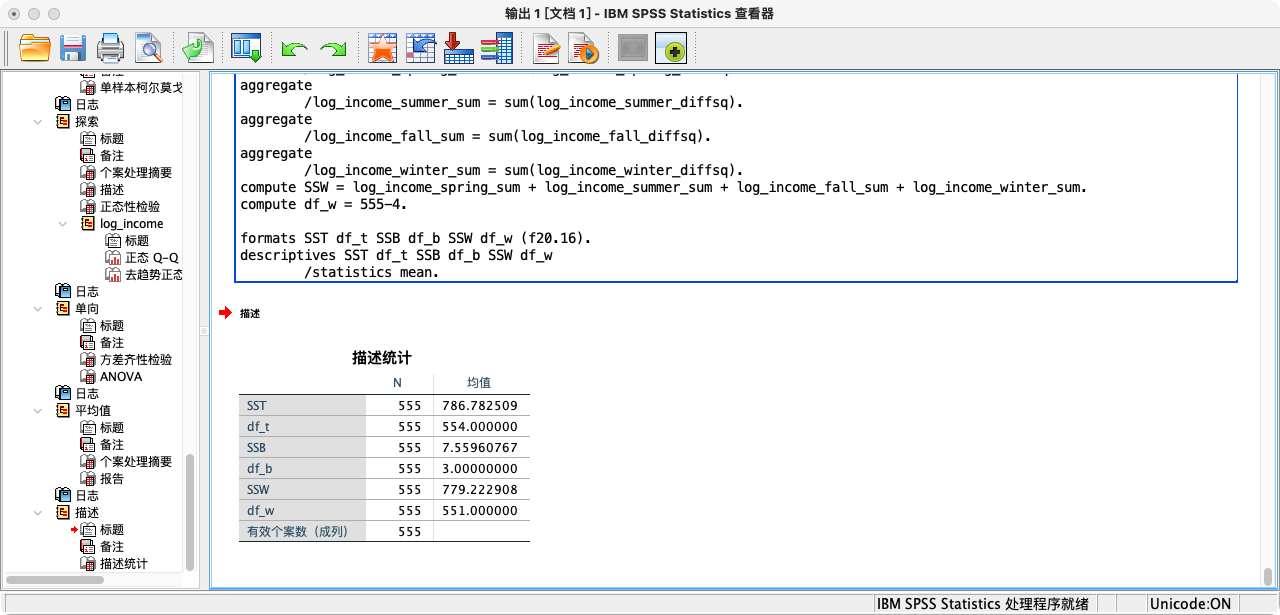 输出 1 [文档 1] - IBM SPSS Statistics 查看器
单样本柯尔莫戈
日志
探索
标题
备注
个案处理摘要
描述
正态性检验
log_income
标题
正态 Q-Q
去趋势正态
日志
单向
标题
备注
方差齐性检验
ANOVA
日志
平均值
标题
备注
个案处理摘要
报告
日志
描述
标题
备注
描述统计
aggregate
/log_income_summer_sum = sum(log_income_summer_diffsq).
aggregate
/log_income_fall_sum = sum(log_income_fall_diffsq).
aggregate
/log_income_winter_sum = sum(log_income_winter_diffsq).
compute SSW = log_income_spring_sum + log_income_summer_sum + log_income_fall_sum + log_income_winter_sum.
compute df_w = 555-4.
formats SST df_t SSB df_b SSW df_w (f20.16).
descriptives SST df_t SSB df_b SSW df_w
/statistics mean.
描述
描述统计
N 均值
SST 555 786.782509
df_t 555 554.000000
SSB 555 7.55960767
df_b 555 3.00000000
SSW 555 779.222908
df_w 555 551.000000
有效个案数（成列） 555
IBM SPSS Statistics 处理程序就绪 Unicode:ON